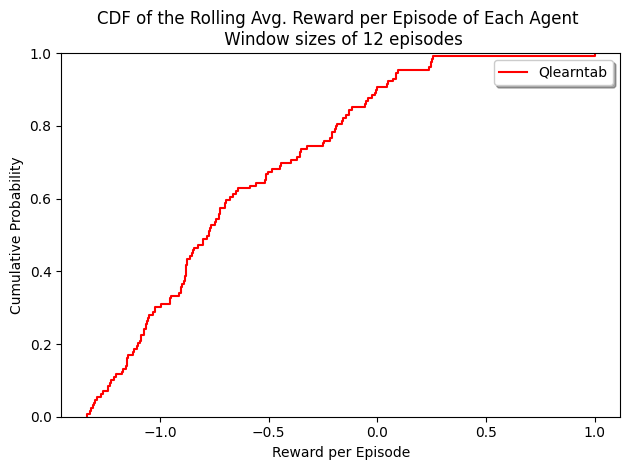 CDF of the Rolling Avg. Reward per Episode of Each Agent
Window sizes of 12 episodes
Qlearntab
Cumulative Probability
1.0
0.8
0.6
0.4
0.2
0.0
−1.0 −0.5 0.0 0.5 1.0
Reward per Episode